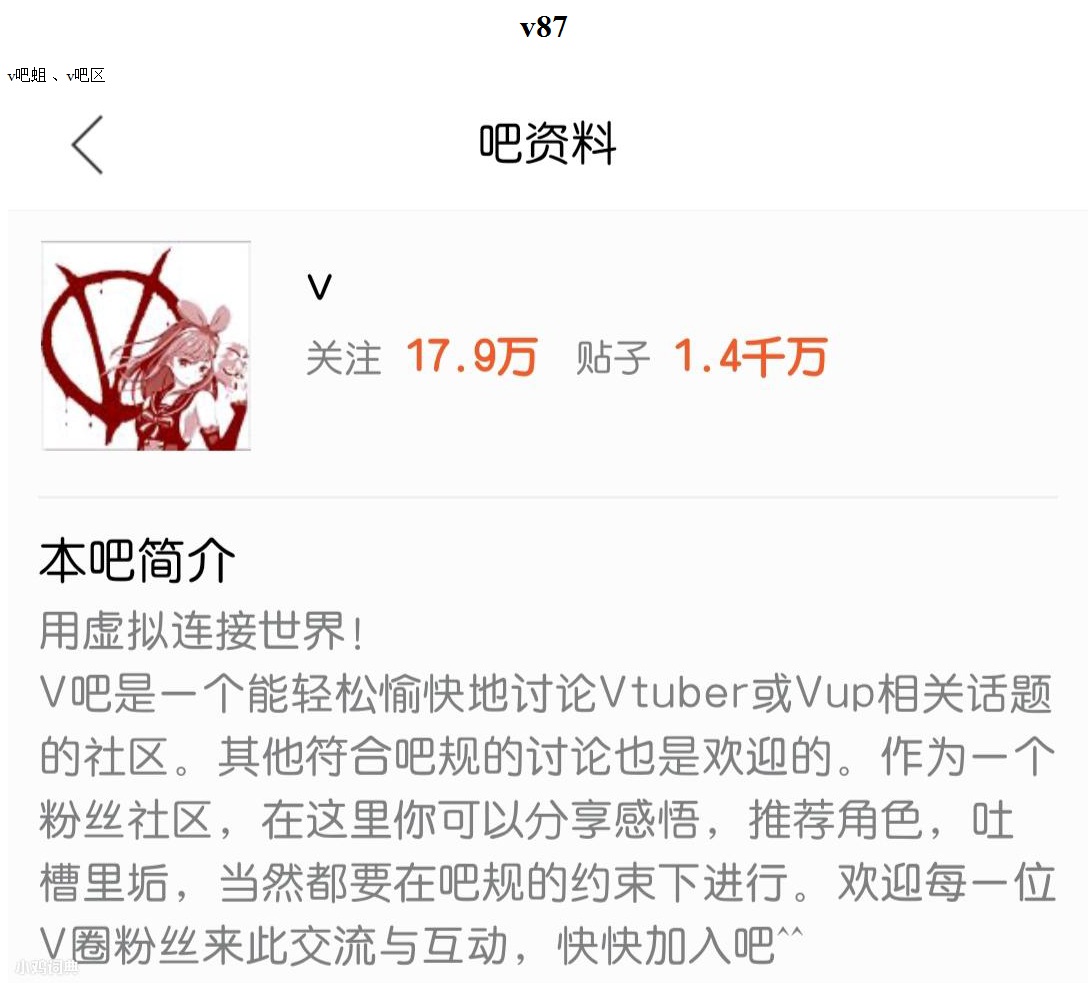 v87
v吧蛆、v吧区
吧资料
V
关注 17.9万 贴子 1.4千万
本吧简介
用虚拟连接世界!
V吧是一个能轻松愉快地讨论Vtuber或Vup相关话题
的社区。其他符合吧规的讨论也是欢迎的。作为一个
粉丝社区，在这里你可以分享感悟，推荐角色，吐
槽里垢，当然都要在吧规的约束下进行。欢迎每一位
V圈粉丝来此交流与互动，快快加入吧^^
小鸡词典